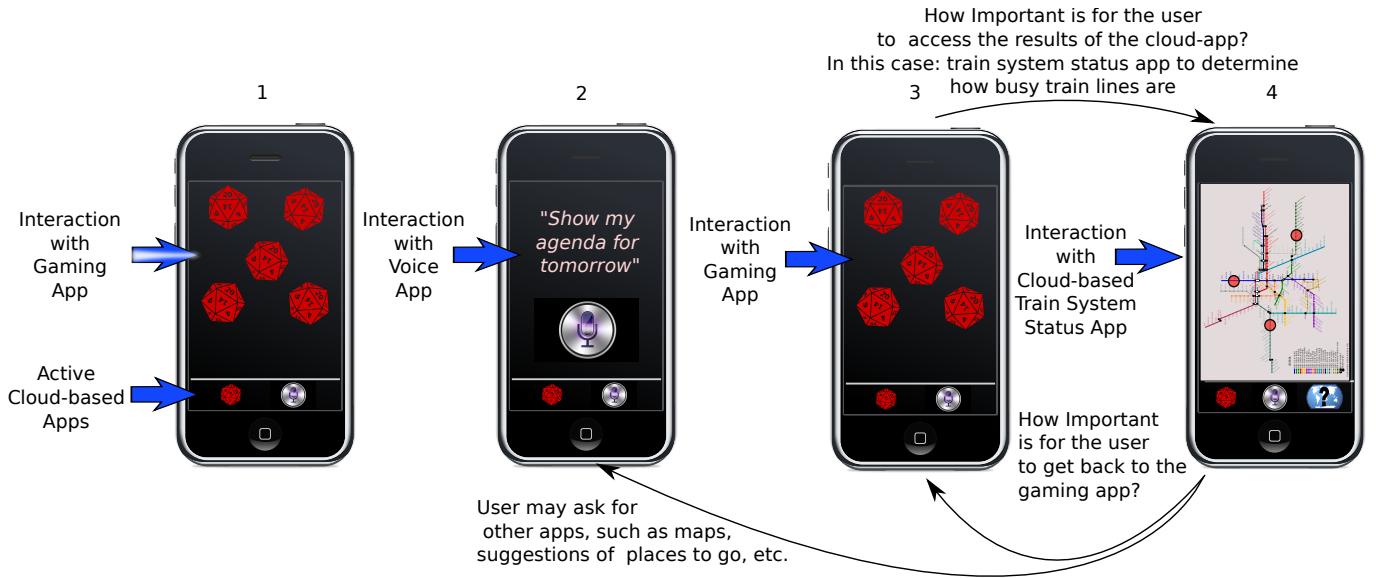 How Important is for the user
to access the results of the cloud-app?
In this case: train system status app to determine
how busy train lines are
1
2
3
4
Interaction
with
Gaming
App
Interaction
with
Voice
App
"Show my
agenda for
tomorrow"
Interaction
with
Gaming
App
Interaction
with
Cloud-based
Train System
Status App
Active
Cloud-based
Apps
?
How Important
is for the user
to get back to the
gaming app?
User may ask for
other apps, such as maps,
suggestions of places to go, etc.